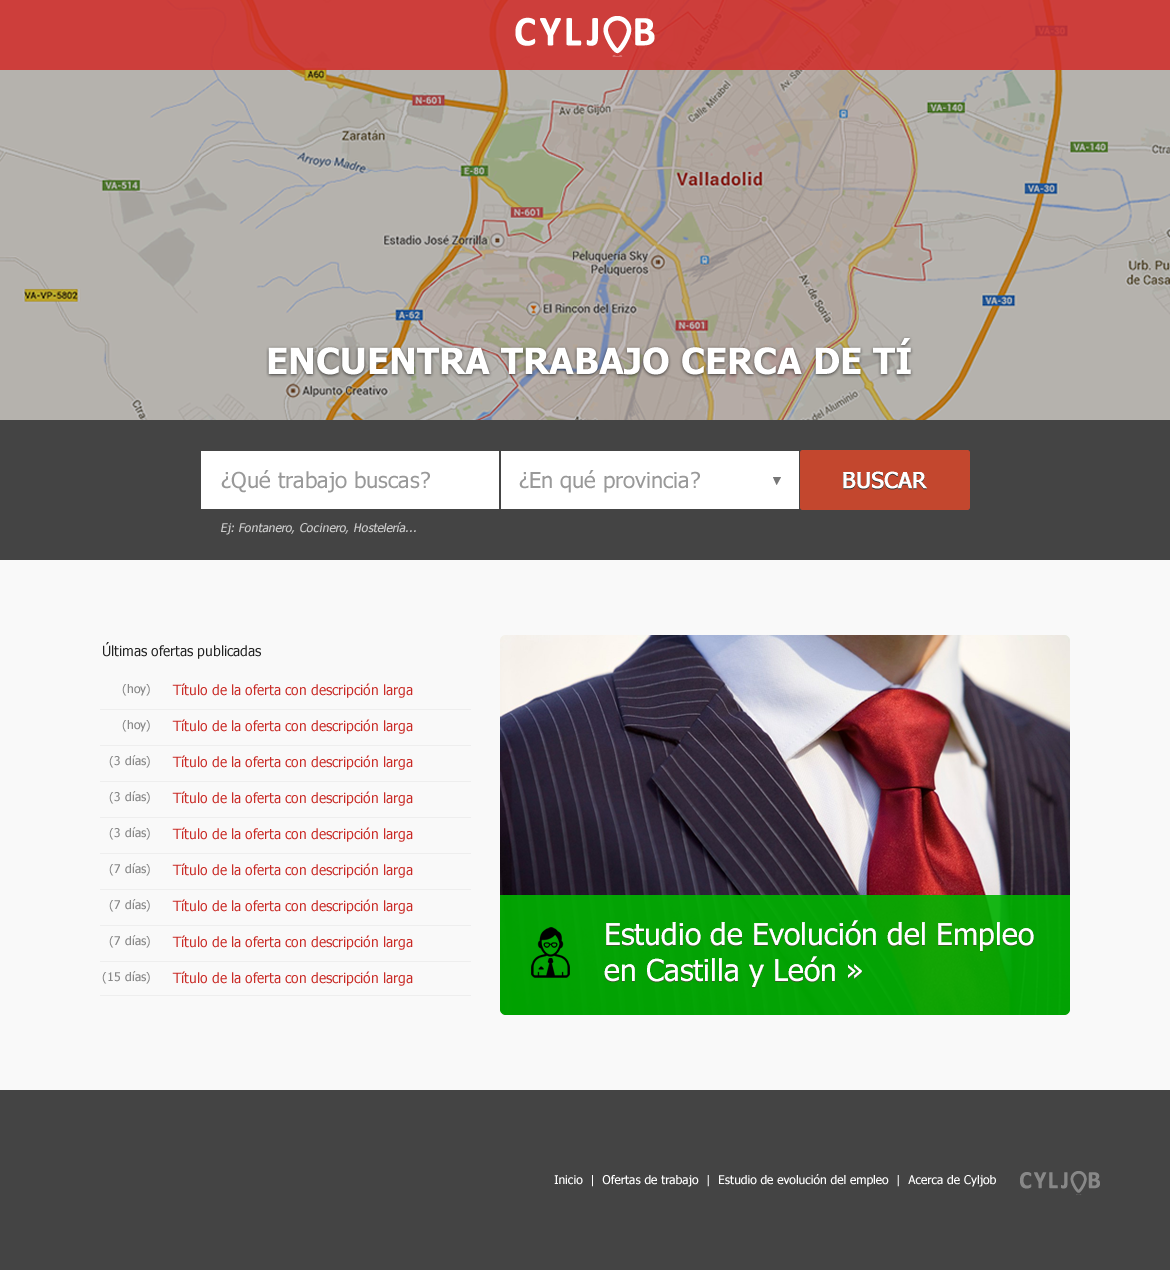 CYLJOB
VA-30
A60
N-601
Av de Gijón
Calle Mirabel
VA-140
Zaratán
Arroyo Madre
E-80
VA-140
Ctra
VA-514
Valladolid
VA-30
N-601
Estadio José Zorrilla
Peluquería Sky
Peluqueros
Urb. Pu
de Casa
VA-VP-5802
Av. de Soria
VA-30
A-62
El Rincon del Erizo
N-601
ENCUENTRA TRABAJO CERCA DE TÍ
Alpunto Creativo
Ctra
del Aluminio
¿Qué trabajo buscas?
¿En qué provincia? ▼
BUSCAR
Ej: Fontanero, Cocinero, Hostelería...
Últimas ofertas publicadas
(hoy) Título de la oferta con descripción larga
(hoy) Título de la oferta con descripción larga
(3 días) Título de la oferta con descripción larga
(3 días) Título de la oferta con descripción larga
(3 días) Título de la oferta con descripción larga
(7 días) Título de la oferta con descripción larga
(7 días) Título de la oferta con descripción larga
(7 días) Título de la oferta con descripción larga
(15 días) Título de la oferta con descripción larga
Estudio de Evolución del Empleo
en Castilla y León »
Inicio | Ofertas de trabajo | Estudio de evolución del empleo | Acerca de Cyljob
CYLJOB